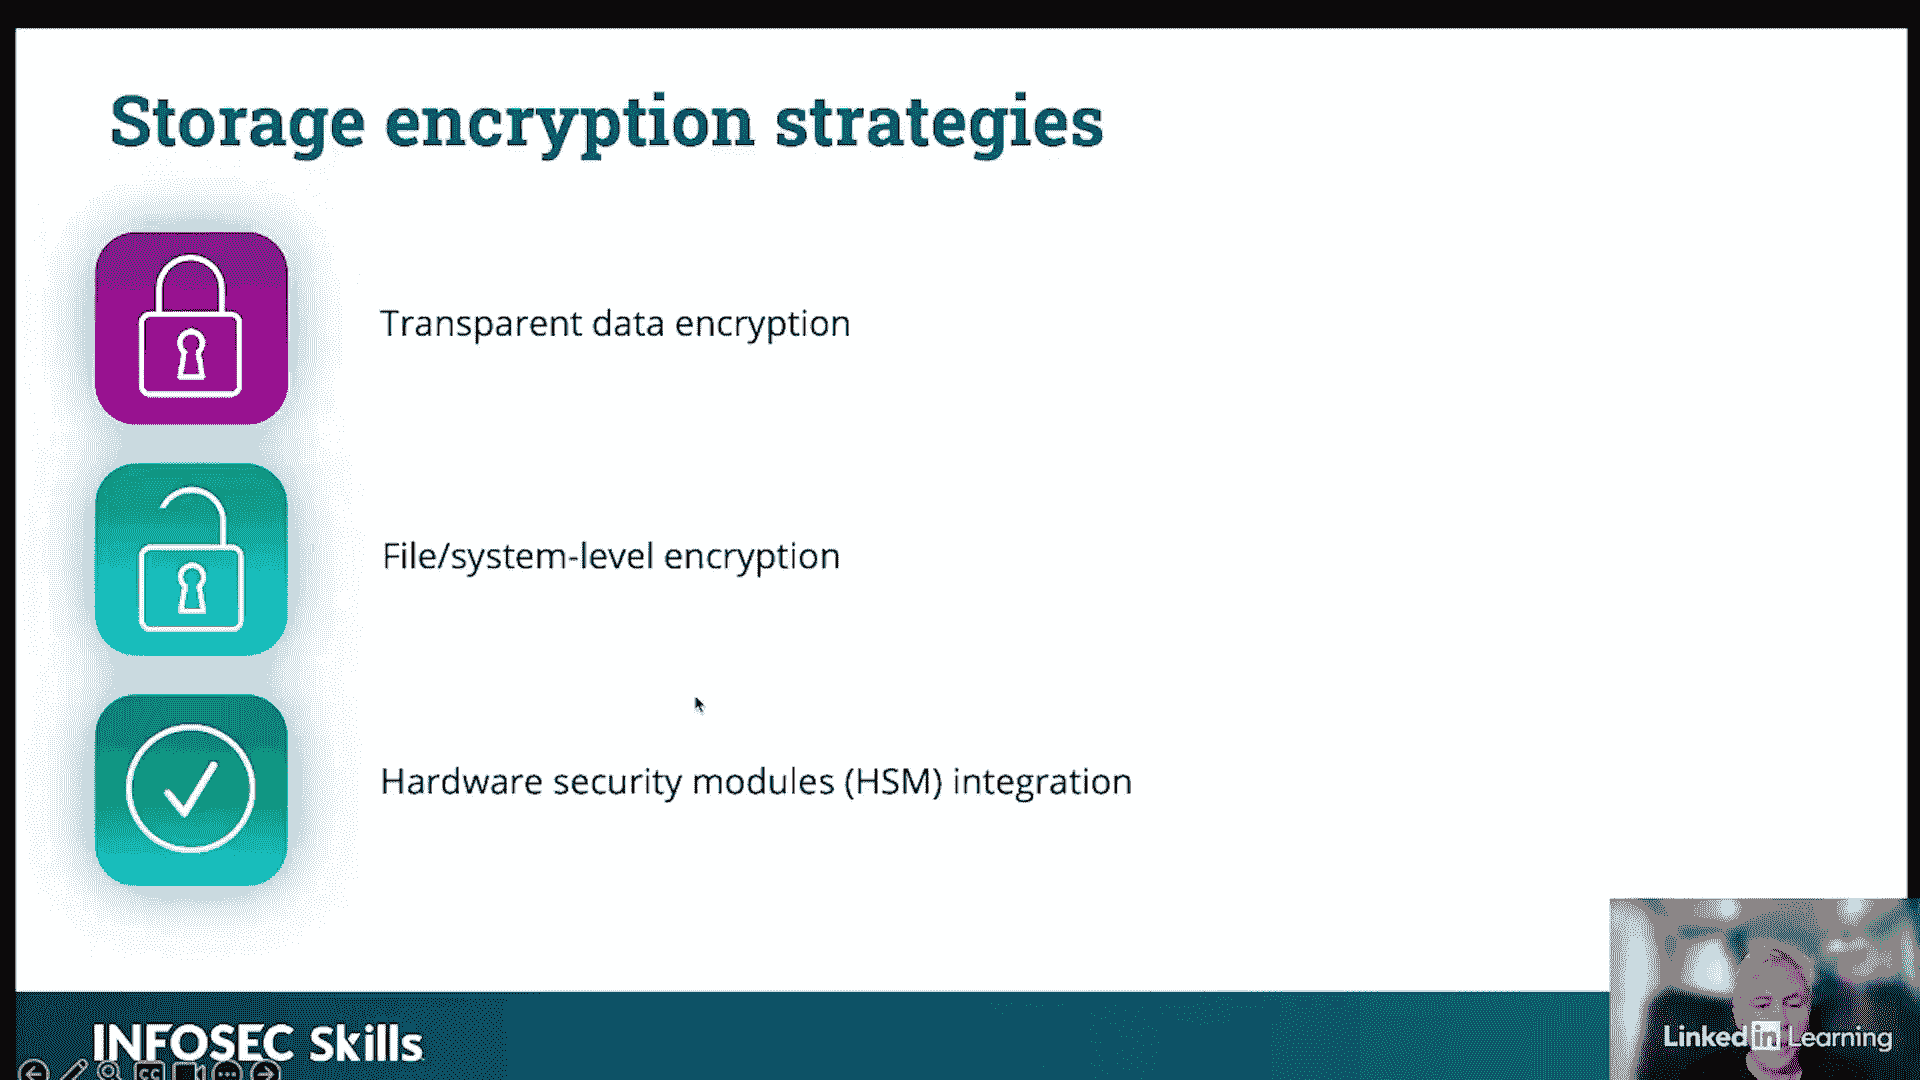 Storage encryption strategies
Transparent data encryption
File/system-level encryption
Hardware security modules (HSM) integration
INFOSEC Skills
CC
Linked in Learning